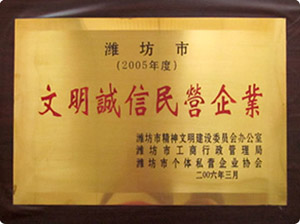 潍坊市
(2005年度)
文明誠信民營企業
潍坊市精神文明建设委员会办公室
潍坊市工商行政管理局
潍坊市个体私营企业协会
二00六年三月